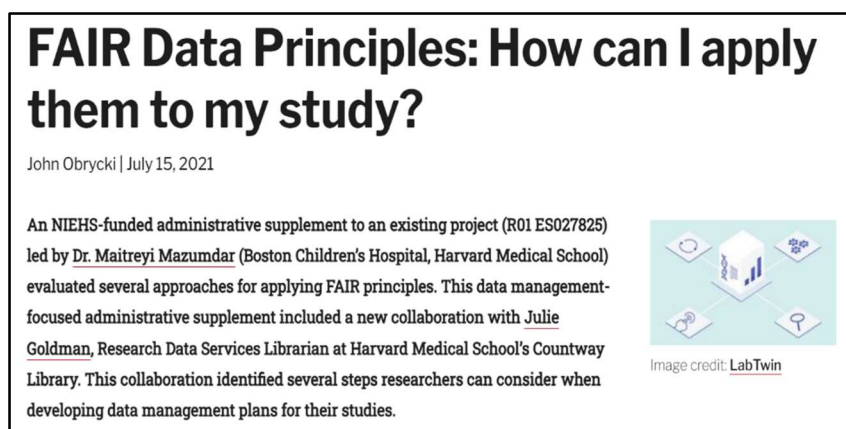 FAIR Data Principles: How can I apply
them to my study?
John Obrycki | July 15, 2021
An NIEHS-funded administrative supplement to an existing project (R01 ES027825)
led by Dr. Maitreyi Mazumdar (Boston Children's Hospital, Harvard Medical School)
evaluated several approaches for applying FAIR principles. This data management-
focused administrative supplement included a new collaboration with Julie
Goldman, Research Data Services Librarian at Harvard Medical School's Countway
Library. This collaboration identified several steps researchers can consider when
developing data management plans for their studies.
Image credit: LabTwin